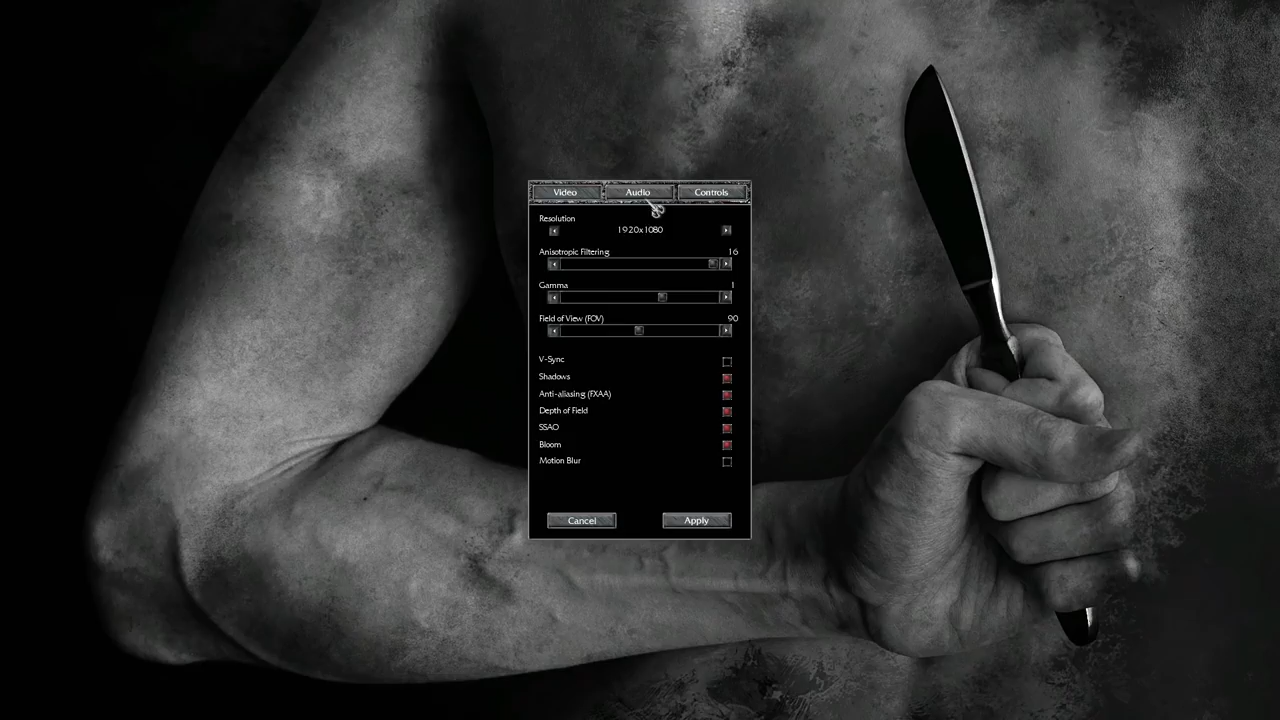 Video Audio Controls
Resolution
1920x1080
Anisotropic Filtering 16
Gamma 1
Field of View (FOV) 90
V-Sync
Shadows
Anti-aliasing (FXAA)
Depth of Field
SSAO
Bloom
Motion Blur
Cancel Apply